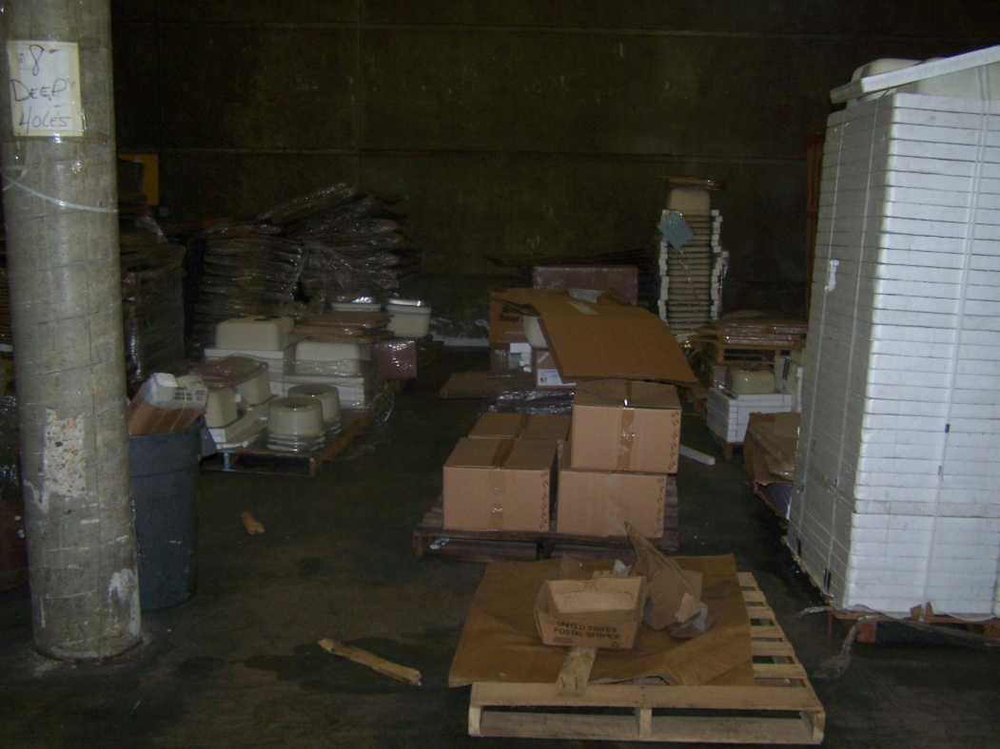 8"
DEEP
HOLES
UNITED STATES
POSTAL SERVICE